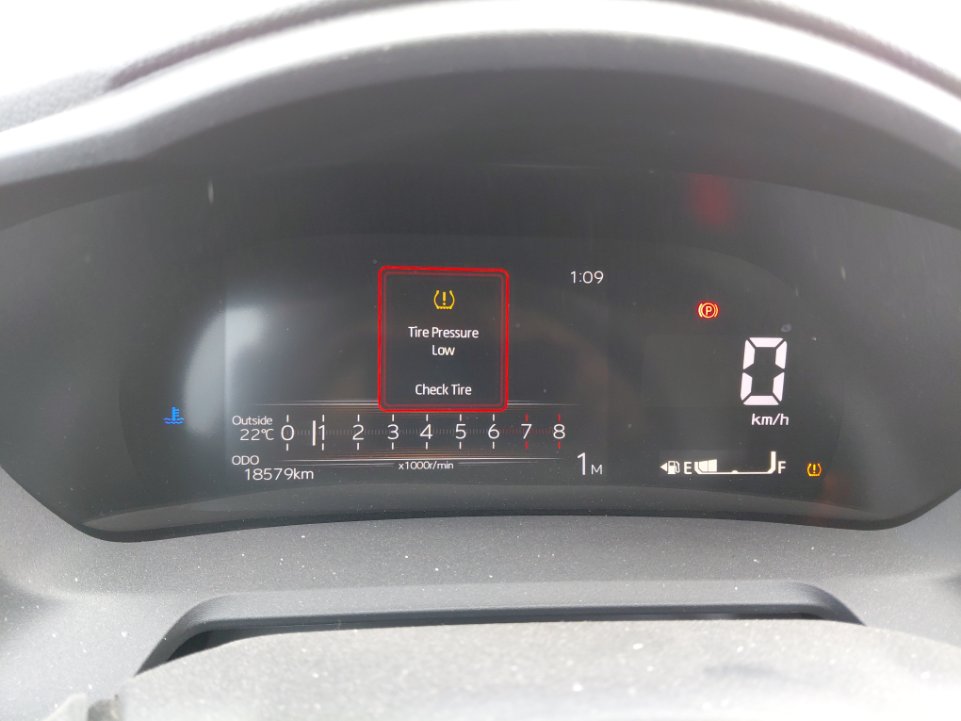 1:09
Tire Pressure
Low
Check Tire
P
0
km/h
Outside
22℃
0 1 2 3 4 5 6 7 8
x1000r/min
ODO
18579km
1M
E F